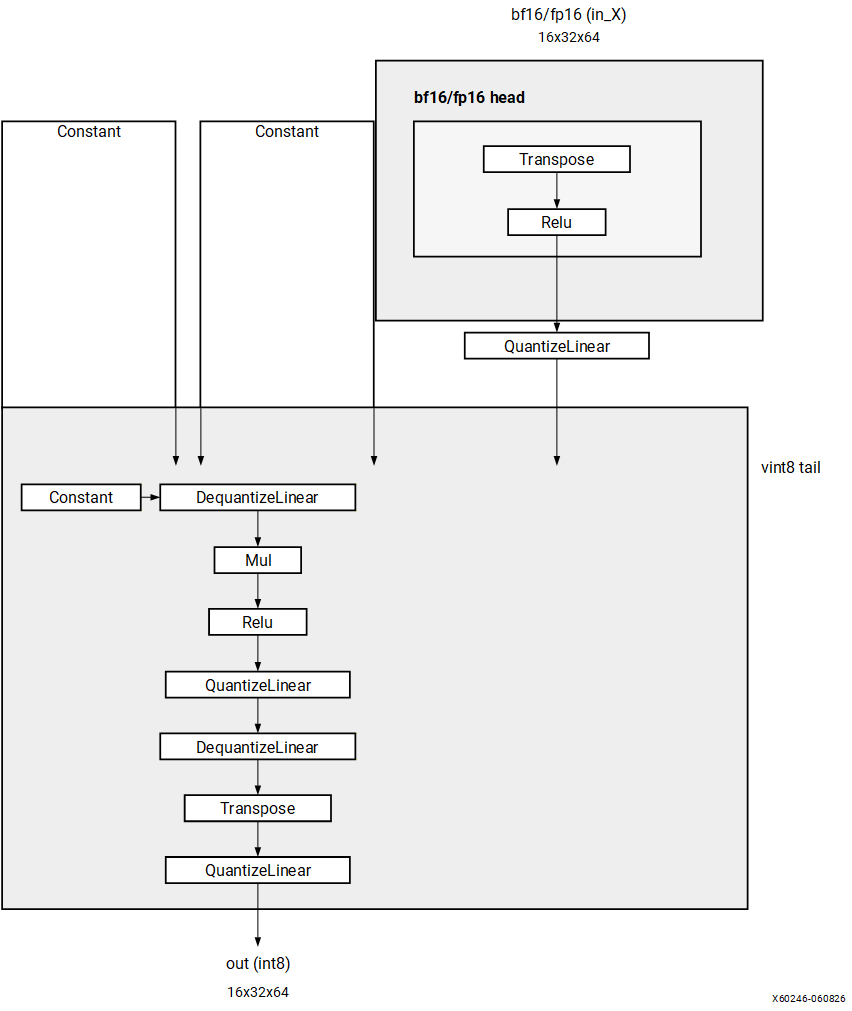 bf16/fp16 (in_X)
16x32x64
bf16/fp16 head
Constant
Constant
Transpose
Relu
QuantizeLinear
vint8 tail
Constant
DequantizeLinear
Mul
Relu
QuantizeLinear
DequantizeLinear
Transpose
QuantizeLinear
out (int8)
16x32x64
X60246-060826